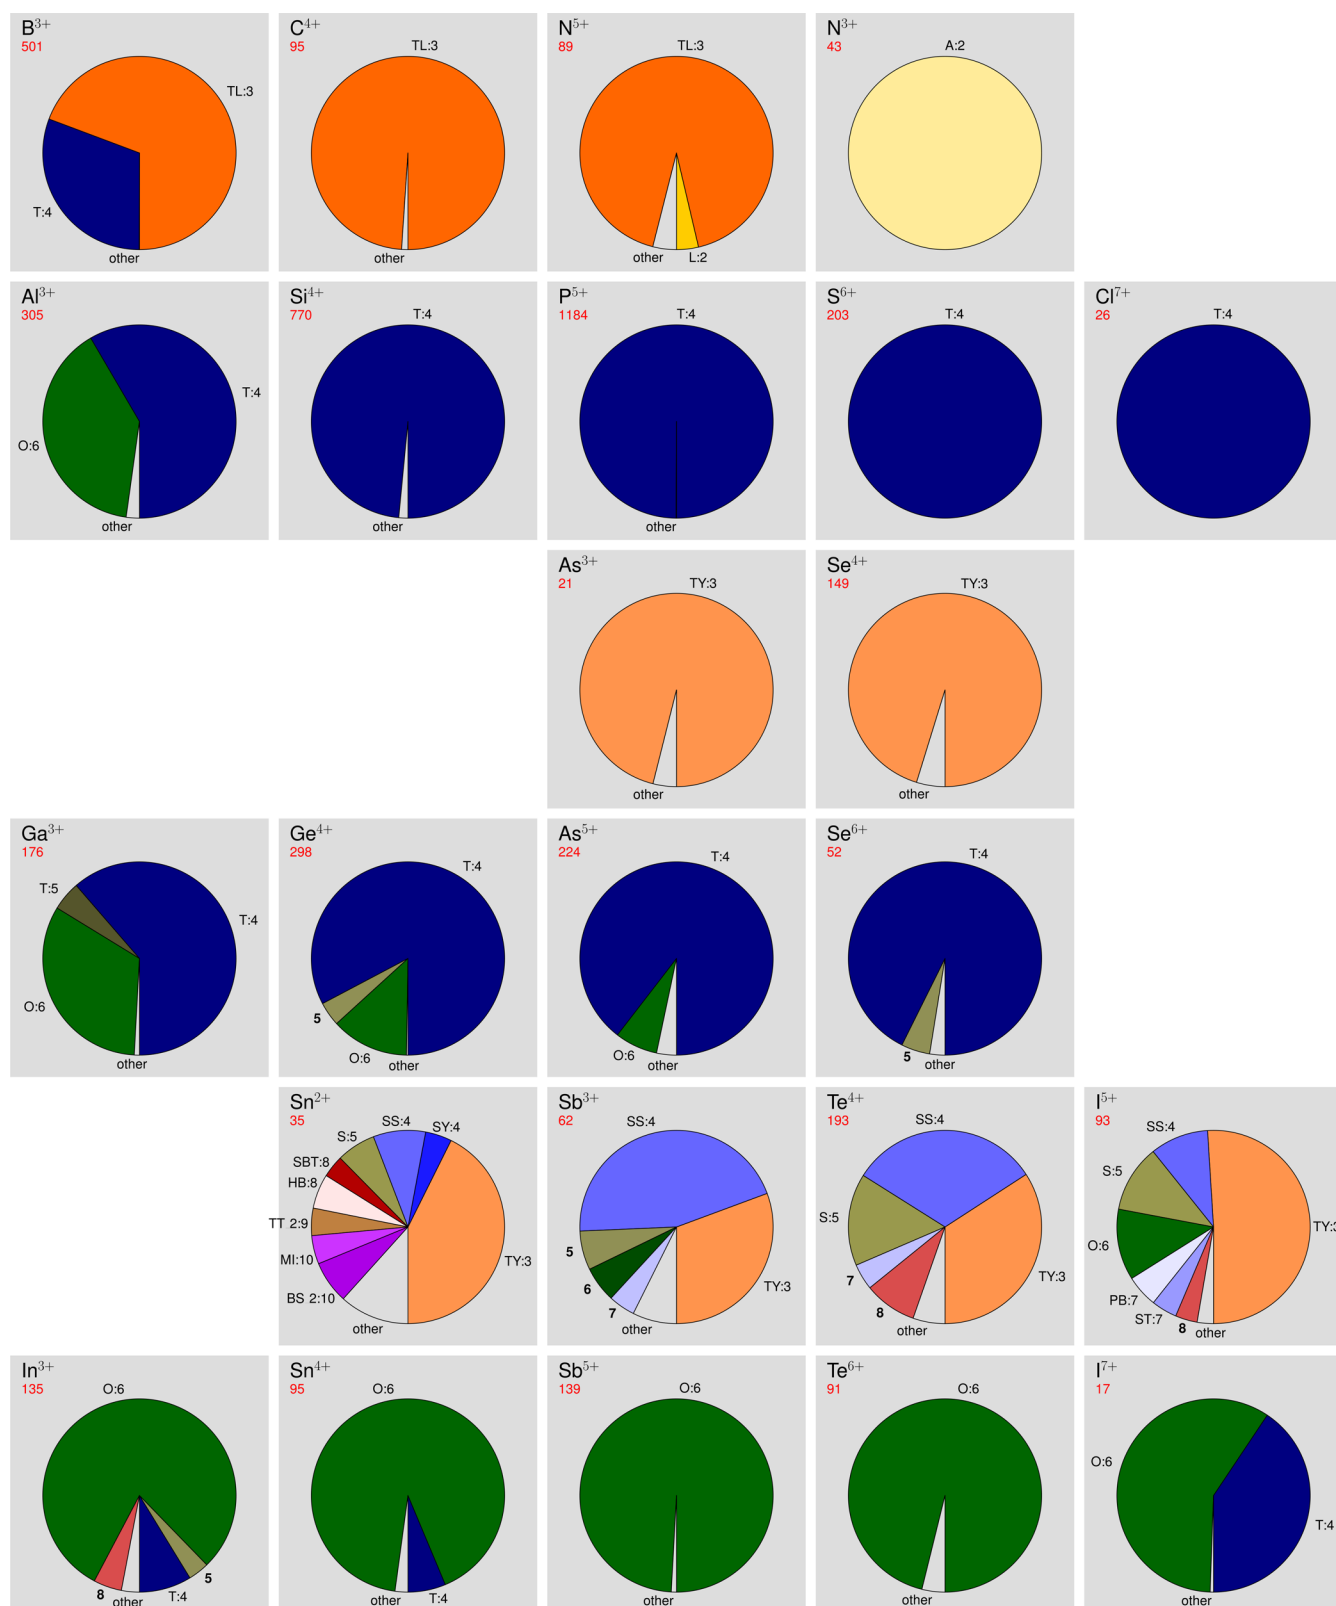 B3+
501
TL:3
T:4
other
C4+
95
TL:3
other
N5+
89
TL:3
other
L:2
N3+
43
A:2
Al3+
305
T:4
O:6
other
Si4+
770
T:4
other
P5+
1184
T:4
other
S6+
203
T:4
Cl7+
26
T:4
As3+
21
TY:3
other
Se4+
149
TY:3
other
Ga3+
176
T:5
T:4
O:6
other
Ge4+
298
T:4
5
O:6
other
As5+
224
T:4
O:6
other
Se6+
52
T:4
5
other
Sn2+
35
SS:4
SY:4
S:5
SBT:8
HB:8
TT 2:9
MI:10
TY:3
BS 2:10
other
Sb3+
62
SS:4
5
6
TY:3
7
other
Te4+
193
SS:4
S:5
7
TY:3
8
other
I5+
93
SS:4
S:5
TY:3
O:6
PB:7
ST:7
8
other
In3+
135
O:6
5
8
T:4
other
Sn4+
95
O:6
T:4
other
Sb5+
139
O:6
other
Te6+
91
O:6
other
I7+
17
O:6
T:4
other